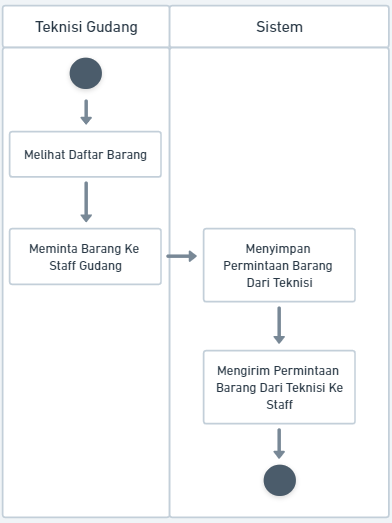 Teknisi Gudang
Sistem
Melihat Daftar Barang
Meminta Barang Ke
Staff Gudang
Menyimpan
Permintaan Barang
Dari Teknisi
Mengirim Permintaan
Barang Dari Teknisi Ke
Staff